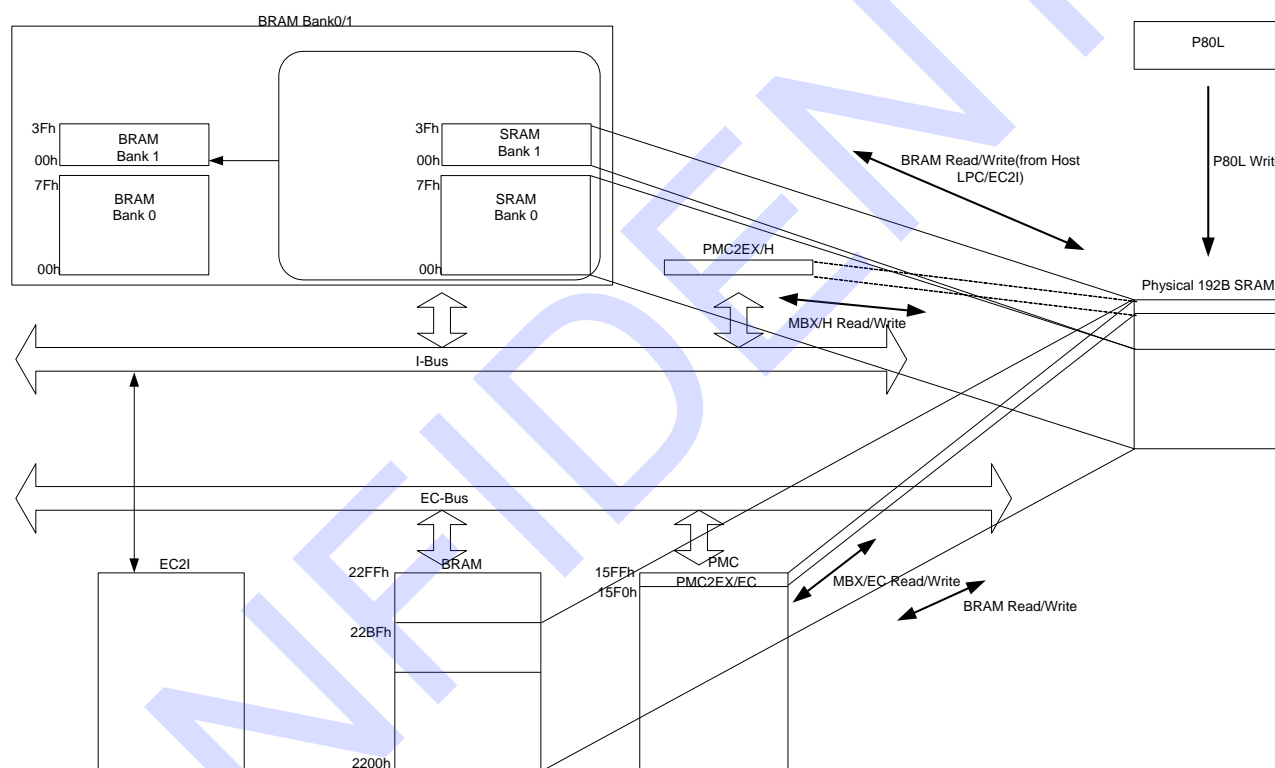 BRAM Bank0/1
P80L
3Fh
BRAM
Bank 1
00h
7Fh
BRAM
Bank 0
00h
3Fh
SRAM
Bank 1
00h
7Fh
SRAM
Bank 0
00h
BRAM Read/Write(from Host
LPC/EC2I)
P80L Writ
PMC2EX/H
Physical 192B SRAM
MBX/H Read/Write
I-Bus
EC-Bus
EC2I
22FFh
BRAM
22BFh
2200h
15FFh
PMC
15F0h
PMC2EX/EC
MBX/EC Read/Write
BRAM Read/Write
NFIDENT